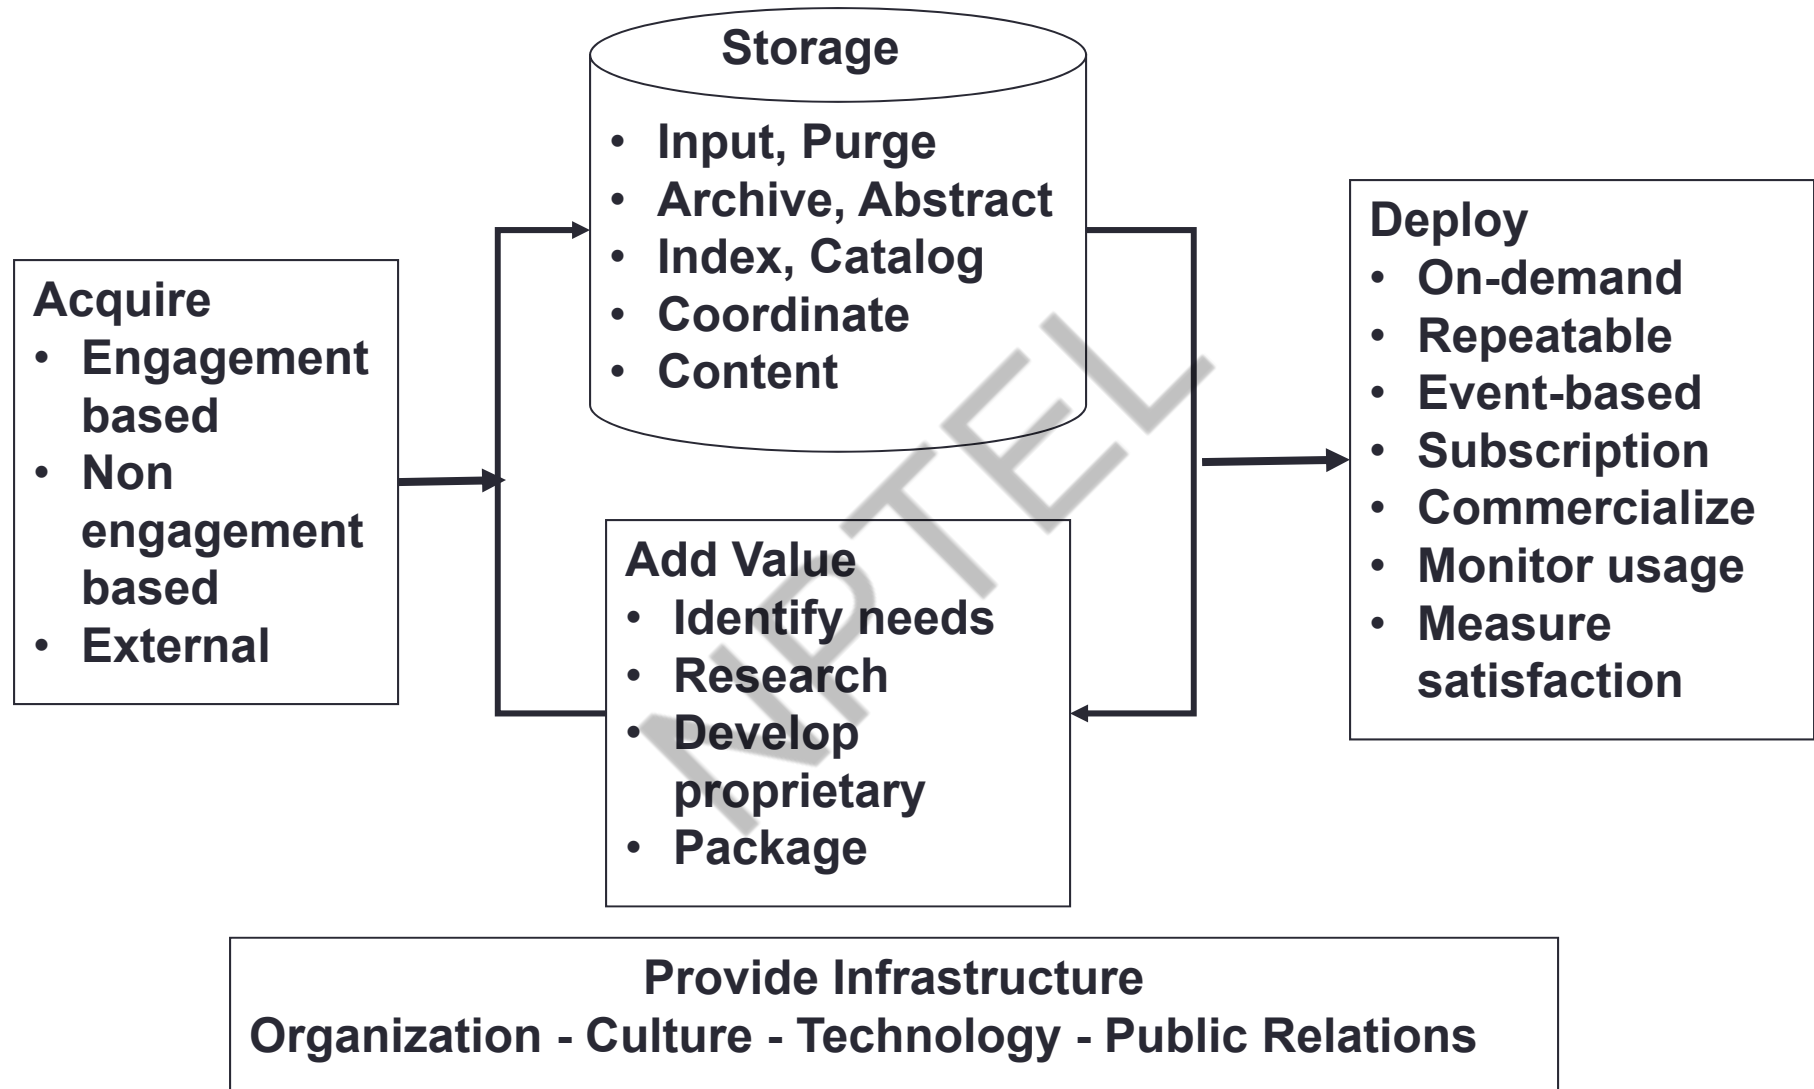 Storage
• Input, Purge
• Archive, Abstract
• Index, Catalog
• Coordinate
• Content
Acquire
• Engagement
based
• Non
engagement
based
• External
Add Value
• Identify needs
• Research
• Develop
proprietary
• Package
Deploy
• On-demand
• Repeatable
• Event-based
• Subscription
• Commercialize
• Monitor usage
• Measure
satisfaction
Provide Infrastructure
Organization - Culture - Technology - Public Relations
NPTEL